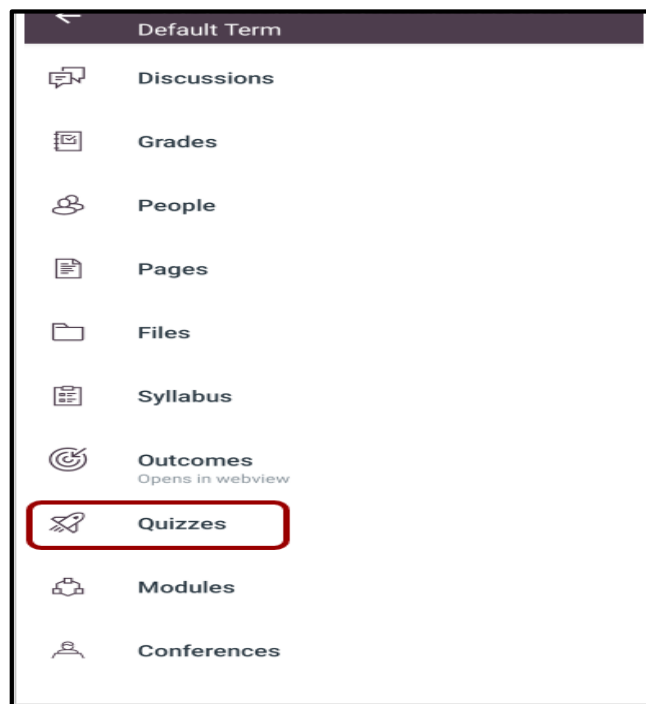 Default Term
Discussions
Grades
People
Pages
Files
Syllabus
Outcomes
Opens in webview
Quizzes
Modules
Conferences